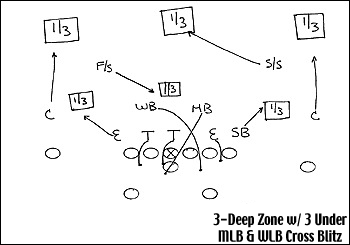 1/3 1/3 1/3
F/s S/s
1/3
1/3 WB MB 1/3
C C
E T T E SB
3-Deep Zone w/ 3 Under
MLB & WLB Cross Blitz